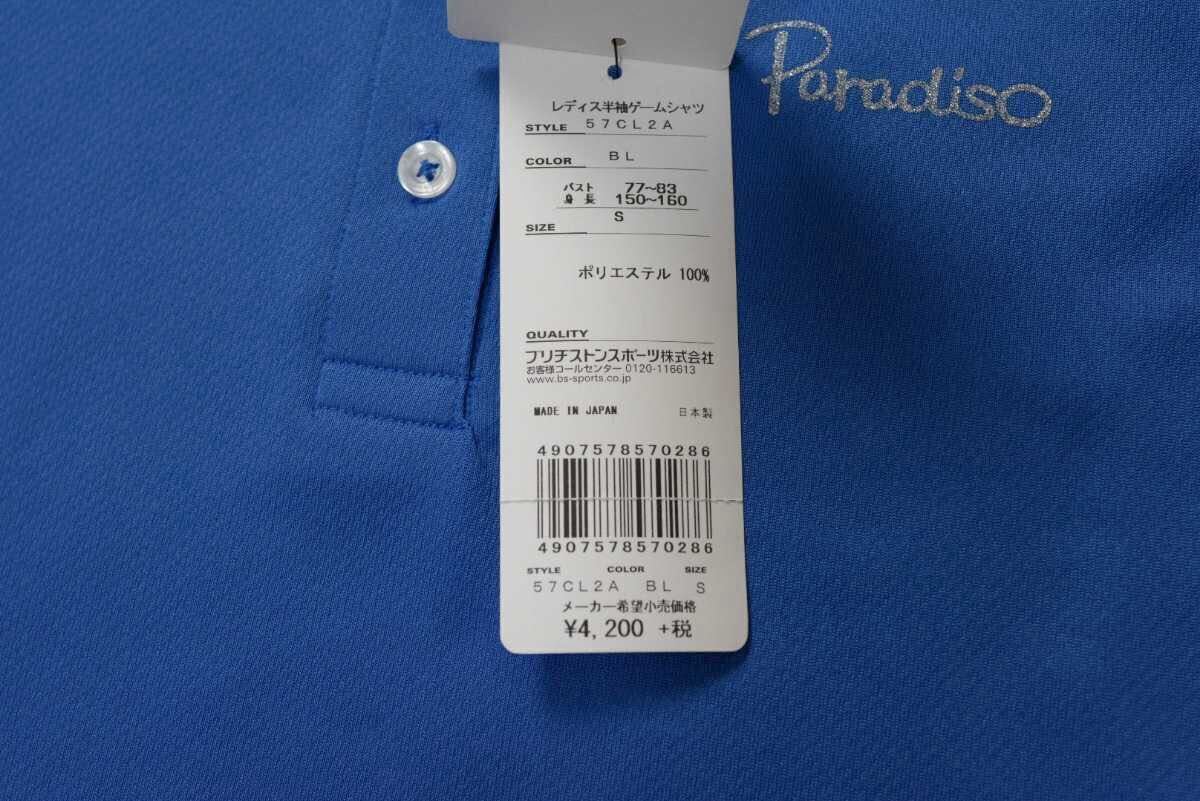 Paradiso
レディス半袖ゲームシャツ
STYLE 57CL2A
COLOR BL
バスト 77~83
身長 150~160
SIZE S
ポリエステル 100%
QUALITY
ブリヂストンスポーツ株式会社
お客様コールセンター 0120-116613
www.bs-sports.co.jp
MADE IN JAPAN 日本製
4907578570286
4907578570286
STYLE COLOR SIZE
57CL2A BL S
メーカー希望小売価格
¥4,200 +税